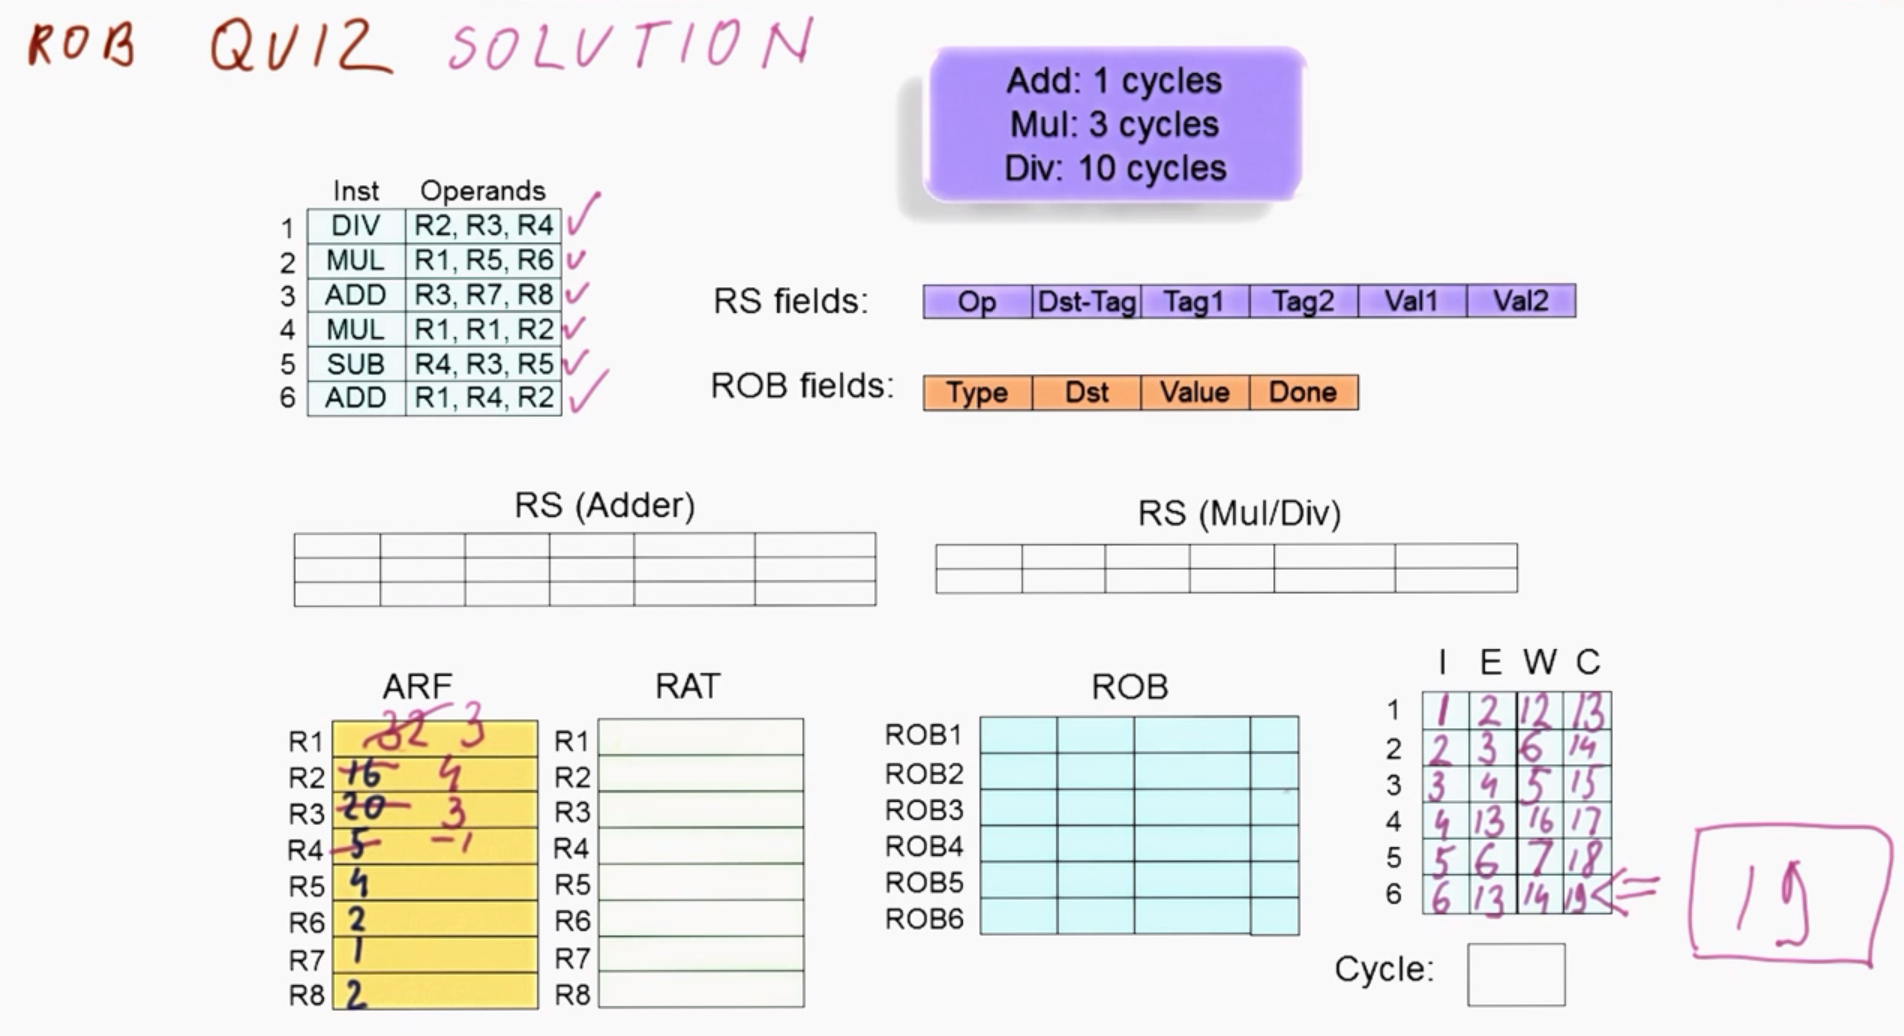 ROB QUIZ SOLUTION
Add: 1 cycles
Mul: 3 cycles
Div: 10 cycles
Inst Operands
1 DIV R2, R3, R4 ✓
2 MUL R1, R5, R6 ✓
3 ADD R3, R7, R8 ✓
4 MUL R1, R1, R2 ✓
5 SUB R4, R3, R5 ✓
6 ADD R1, R4, R2 ✓
RS fields: Op Dst-Tag Tag1 Tag2 Val1 Val2
ROB fields: Type Dst Value Done
RS (Adder)
RS (Mul/Div)
ARF
R1 32 3
R2 16 4
R3 20 3
R4 5 -1
R5 4
R6 2
R7 1
R8 2
RAT
R1
R2
R3
R4
R5
R6
R7
R8
ROB
ROB1
ROB2
ROB3
ROB4
ROB5
ROB6
I E W C
1 1 2 12 13
2 2 3 6 14
3 3 4 5 15
4 4 13 16 17
5 5 6 7 18
6 6 13 14 19
19
Cycle: